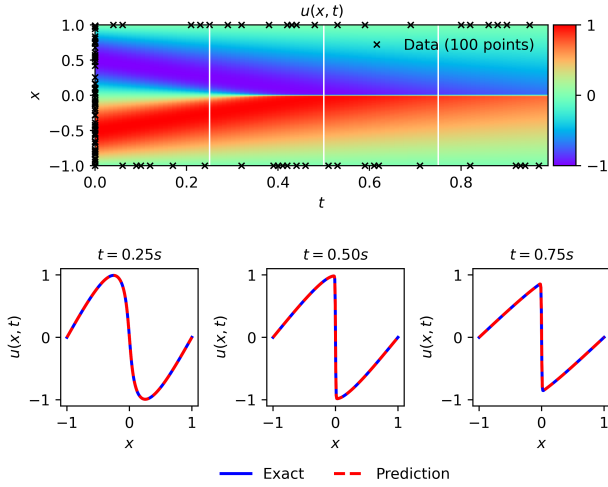 u(x, t)
1.0
0.5
0.0
−0.5
−1.0
x
× Data (100 points)
1
0
−1
0.0 0.2 0.4 0.6 0.8
t
t = 0.25s t = 0.50s t = 0.75s
1 1 1
u(x, t) u(x, t) u(x, t)
0 0 0
−1 −1 −1
−1 0 1 −1 0 1 −1 0 1
x x x
Exact Prediction